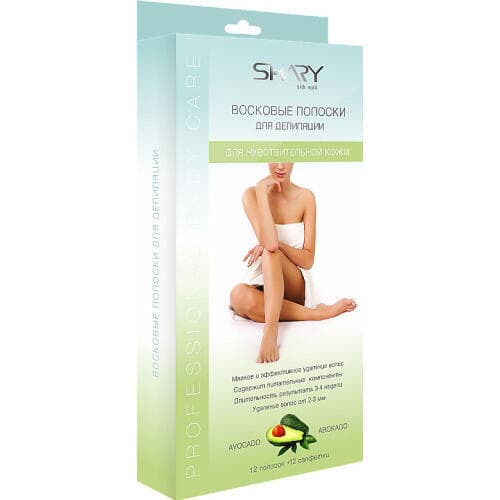 SHARY
silk epil
ВОСКОВЫЕ ПОЛОСКИ
ДЛЯ ДЕПИЛЯЦИИ
ДЛЯ ЧУВСТВИТЕЛЬНОЙ КОЖИ
Мягкое и эффективное удаление волос
Содержит питательные компоненты
Длительность результата 3-4 недели
Удаление волос от 2-3 мм
AVOCADO АВОКАДО
12 полосок +12 салфетки
PROFESSIONAL BEAUTY CARE
ВОСКОВЫЕ ПОЛОСКИ ДЛЯ ДЕПИЛЯЦИИ